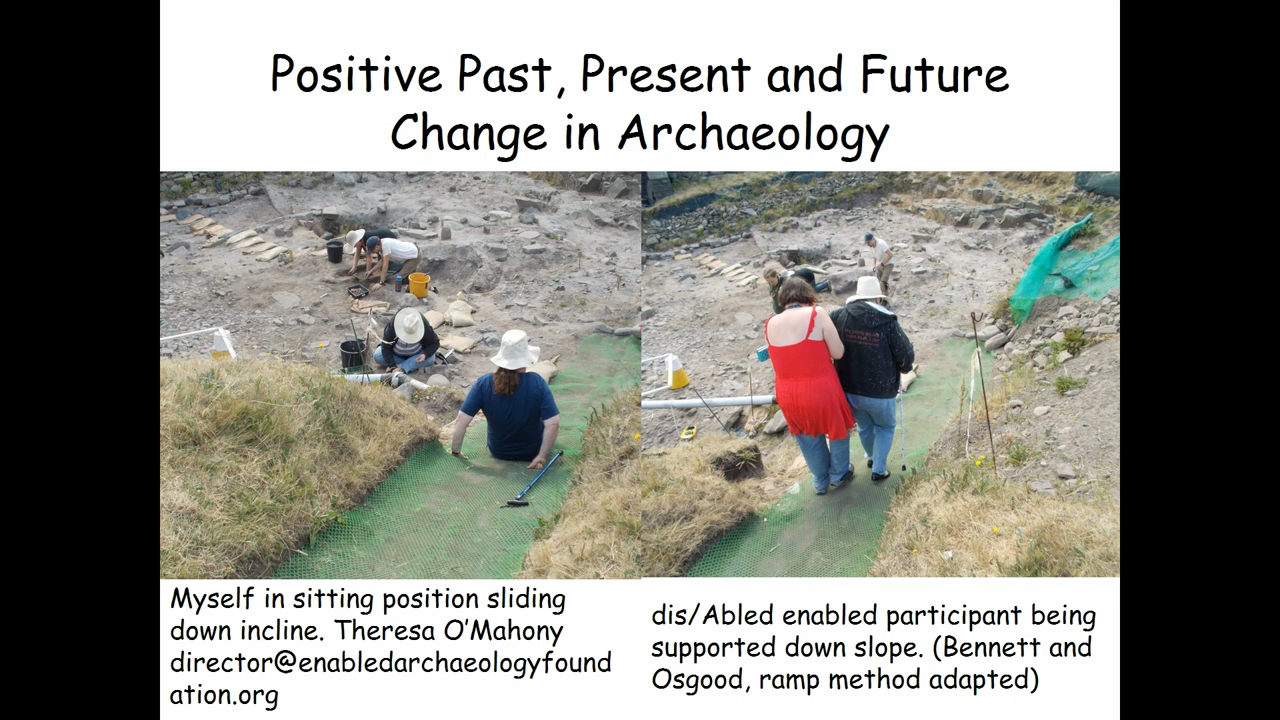 Positive Past, Present and Future
Change in Archaeology
Myself in sitting position sliding
down incline. Theresa O'Mahony
director@enabledarchaeologyfound
ation.org
dis/Abled enabled participant being
supported down slope. (Bennett and
Osgood, ramp method adapted)